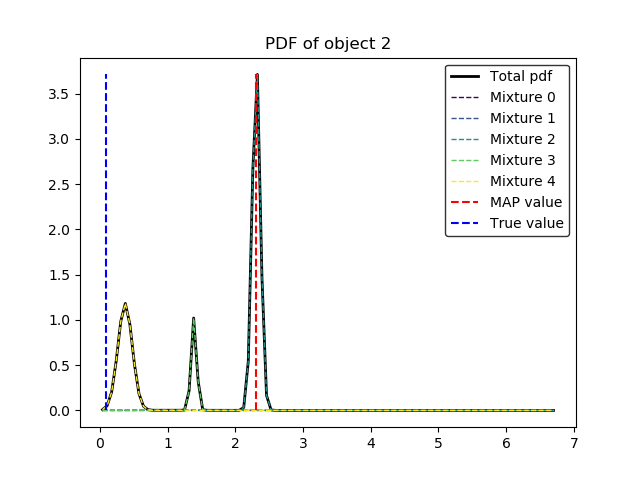 PDF of object 2
Total pdf
Mixture 0
Mixture 1
Mixture 2
Mixture 3
Mixture 4
MAP value
True value
3.5
3.0
2.5
2.0
1.5
1.0
0.5
0.0
0 1 2 3 4 5 6 7